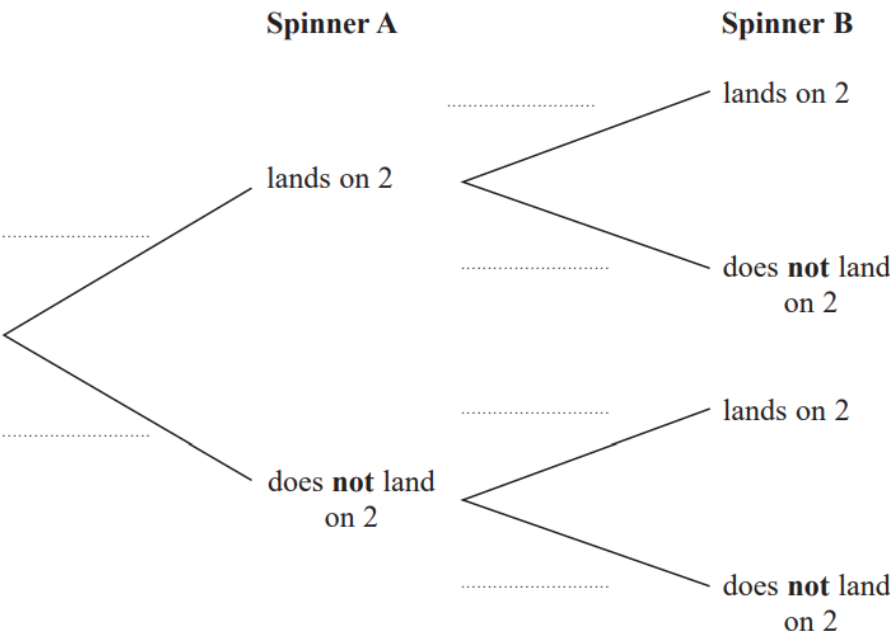 Spinner A
Spinner B
lands on 2
lands on 2
does not land
on 2
does not land
on 2
lands on 2
does not land
on 2